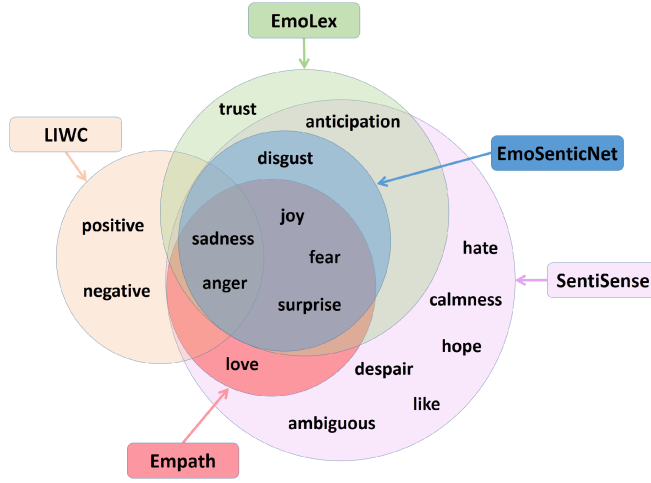 EmoLex
trust
anticipation
LIWC
disgust
EmoSenticNet
positive
joy
sadness
fear
hate
negative
anger
surprise
calmness
SentiSense
hope
love
despair
like
ambiguous
Empath